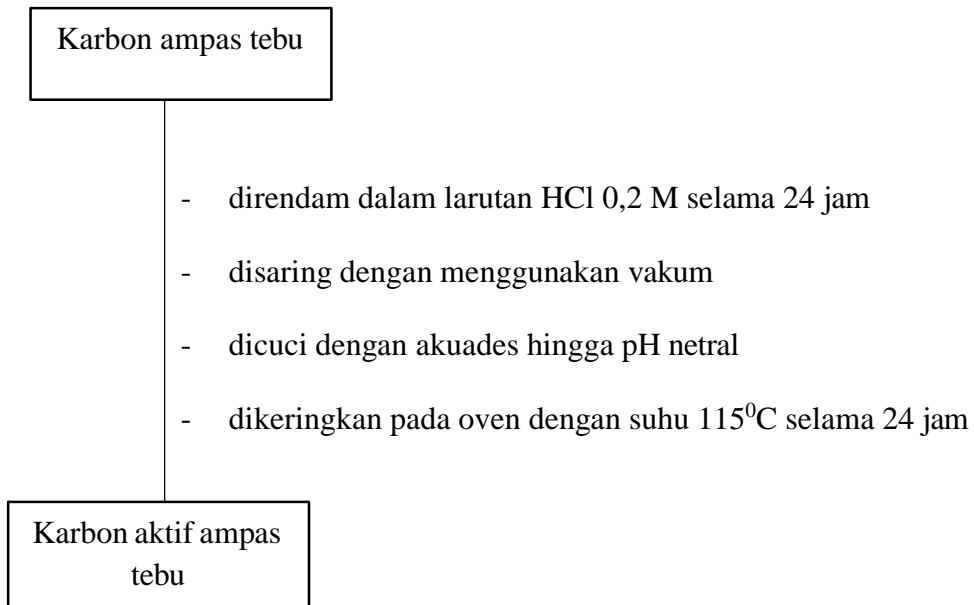 Karbon ampas tebu
- direndam dalam larutan HCl 0,2 M selama 24 jam
- disaring dengan menggunakan vakum
- dicuci dengan akuades hingga pH netral
- dikeringkan pada oven dengan suhu 115⁰C selama 24 jam
Karbon aktif ampas
tebu